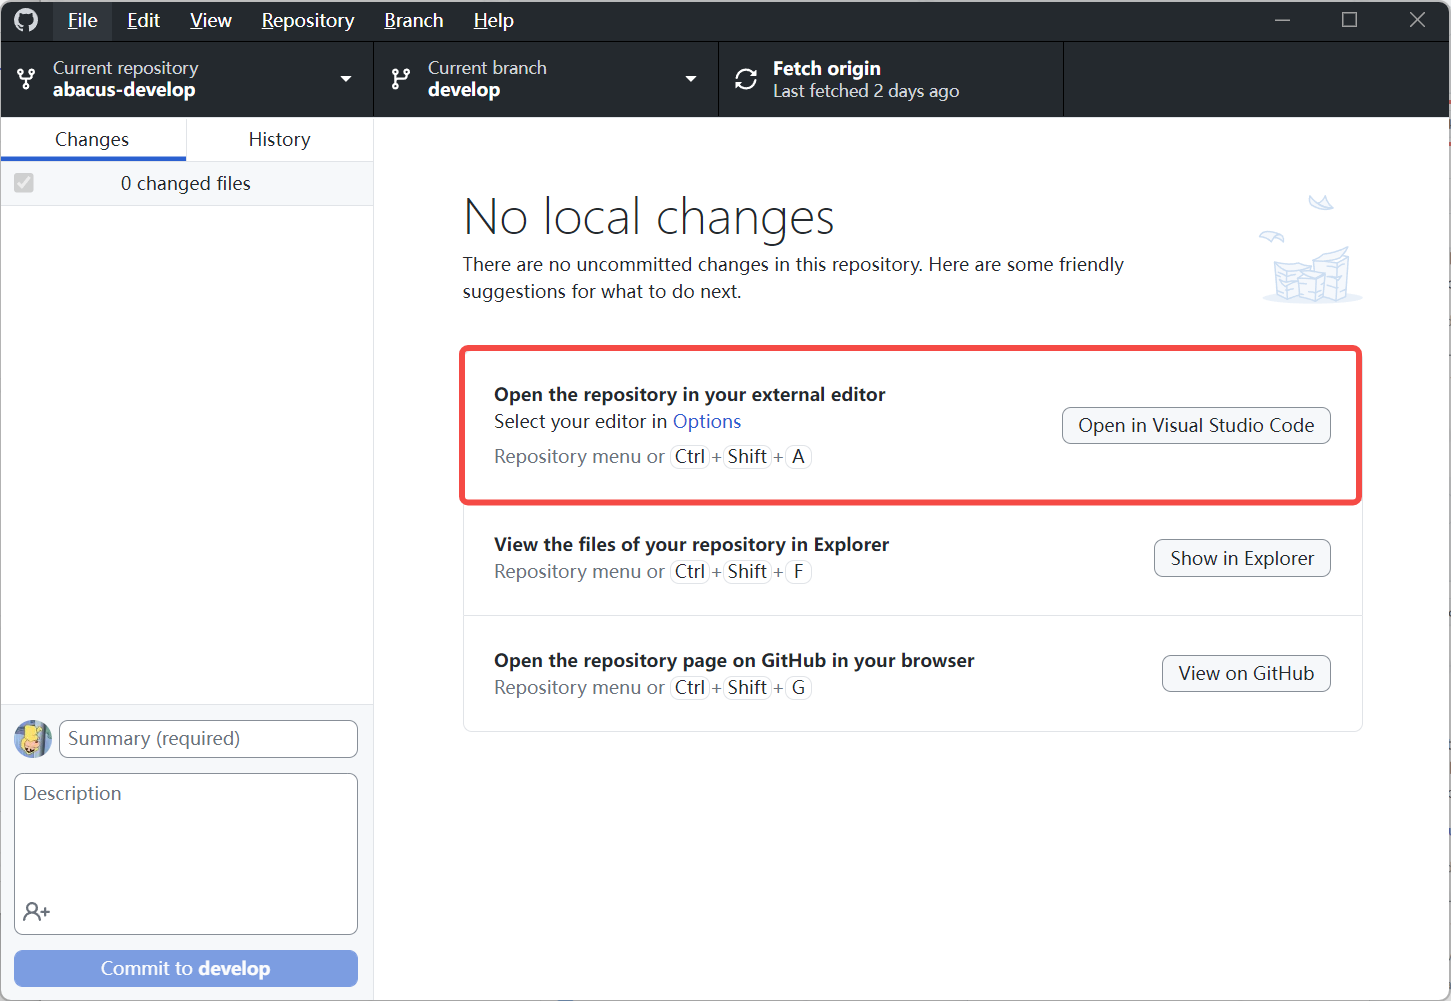 File Edit View Repository Branch Help
Current repository
abacus-develop
Current branch
develop
Fetch origin
Last fetched 2 days ago
Changes
History
0 changed files
No local changes
There are no uncommitted changes in this repository. Here are some friendly
suggestions for what to do next.
Open the repository in your external editor
Select your editor in Options
Repository menu or Ctrl + Shift + A
Open in Visual Studio Code
View the files of your repository in Explorer
Repository menu or Ctrl + Shift + F
Show in Explorer
Open the repository page on GitHub in your browser
Repository menu or Ctrl + Shift + G
View on GitHub
Summary (required)
Description
Commit to develop